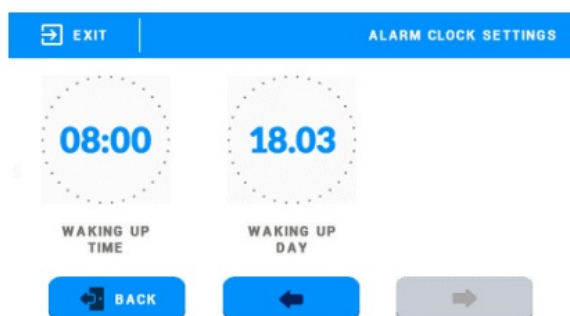 EXIT
ALARM CLOCK SETTINGS
08:00
18.03
WAKING UP
TIME
WAKING UP
DAY
BACK